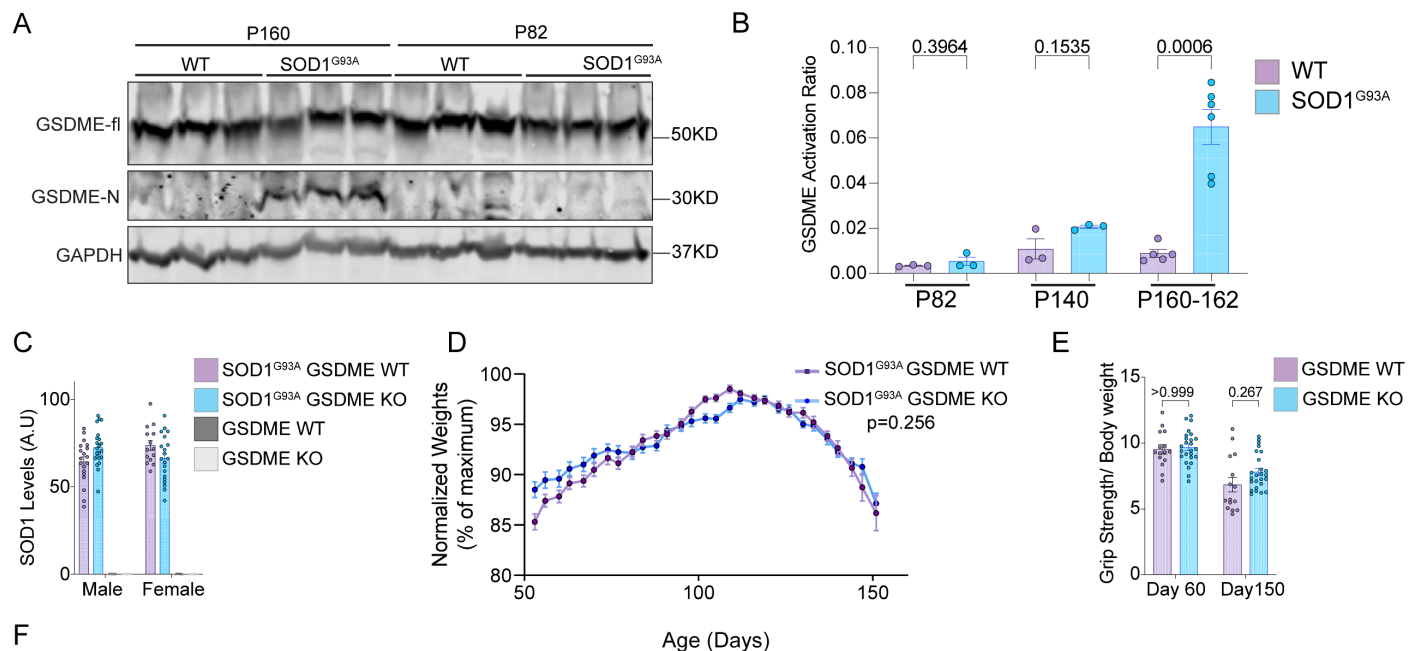 A
P160 P82
WT SOD1G93A WT SOD1G93A
GSDME-fl
50KD
GSDME-N
30KD
GAPDH
37KD
B
GSDME Activation Ratio
0.10
0.08
0.06
0.04
0.02
0.00
0.3964 0.1535 0.0006
P82 P140 P160-162
WT
SOD1G93A
C
SOD1G93A GSDME WT
SOD1G93A GSDME KO
GSDME WT
GSDME KO
SOD1 Levels (A.U)
100
50
0
Male Female
D
Normalized Weights
(% of maximum)
100
95
90
85
80
50 100 150
Age (Days)
SOD1G93A GSDME WT
SOD1G93A GSDME KO
p=0.256
E
GSDME WT
GSDME KO
Grip Strength/ Body weight
15
10
5
0
>0.999 0.267
Day 60 Day150
F